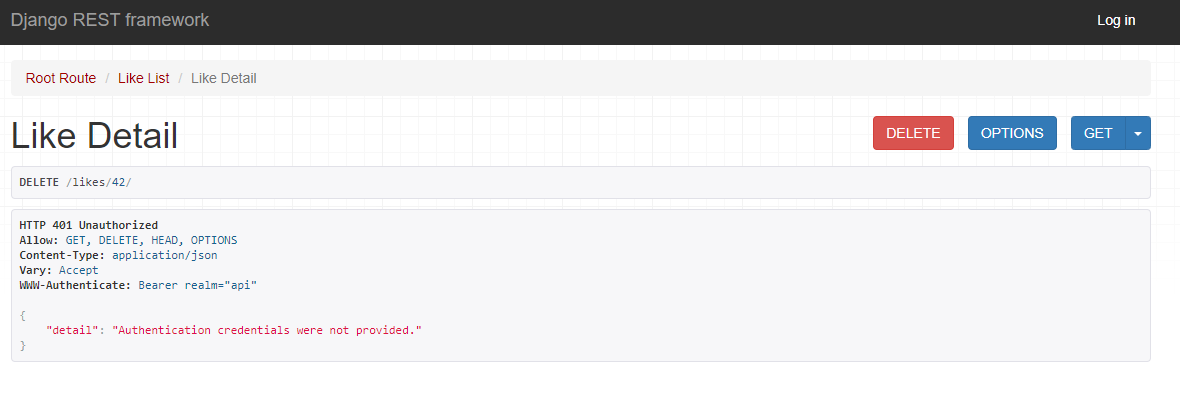 Django REST framework
Log in
Root Route / Like List / Like Detail
Like Detail
DELETE
OPTIONS
GET
DELETE /likes/42/
HTTP 401 Unauthorized
Allow: GET, DELETE, HEAD, OPTIONS
Content-Type: application/json
Vary: Accept
WWW-Authenticate: Bearer realm="api"
{
"detail": "Authentication credentials were not provided."
}